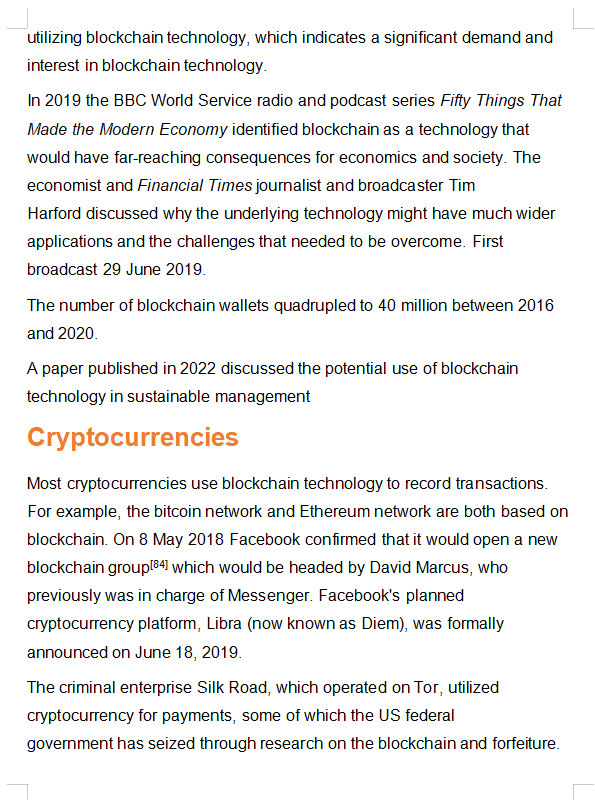 utilizing blockchain technology, which indicates a significant demand and
interest in blockchain technology.
In 2019 the BBC World Service radio and podcast series Fifty Things That
Made the Modern Economy identified blockchain as a technology that
would have far-reaching consequences for economics and society. The
economist and Financial Times journalist and broadcaster Tim
Harford discussed why the underlying technology might have much wider
applications and the challenges that needed to be overcome. First
broadcast 29 June 2019.
The number of blockchain wallets quadrupled to 40 million between 2016
and 2020.
A paper published in 2022 discussed the potential use of blockchain
technology in sustainable management
Cryptocurrencies
Most cryptocurrencies use blockchain technology to record transactions.
For example, the bitcoin network and Ethereum network are both based on
blockchain. On 8 May 2018 Facebook confirmed that it would open a new
blockchain group[84] which would be headed by David Marcus, who
previously was in charge of Messenger. Facebook's planned
cryptocurrency platform, Libra (now known as Diem), was formally
announced on June 18, 2019.
The criminal enterprise Silk Road, which operated on Tor, utilized
cryptocurrency for payments, some of which the US federal
government has seized through research on the blockchain and forfeiture.